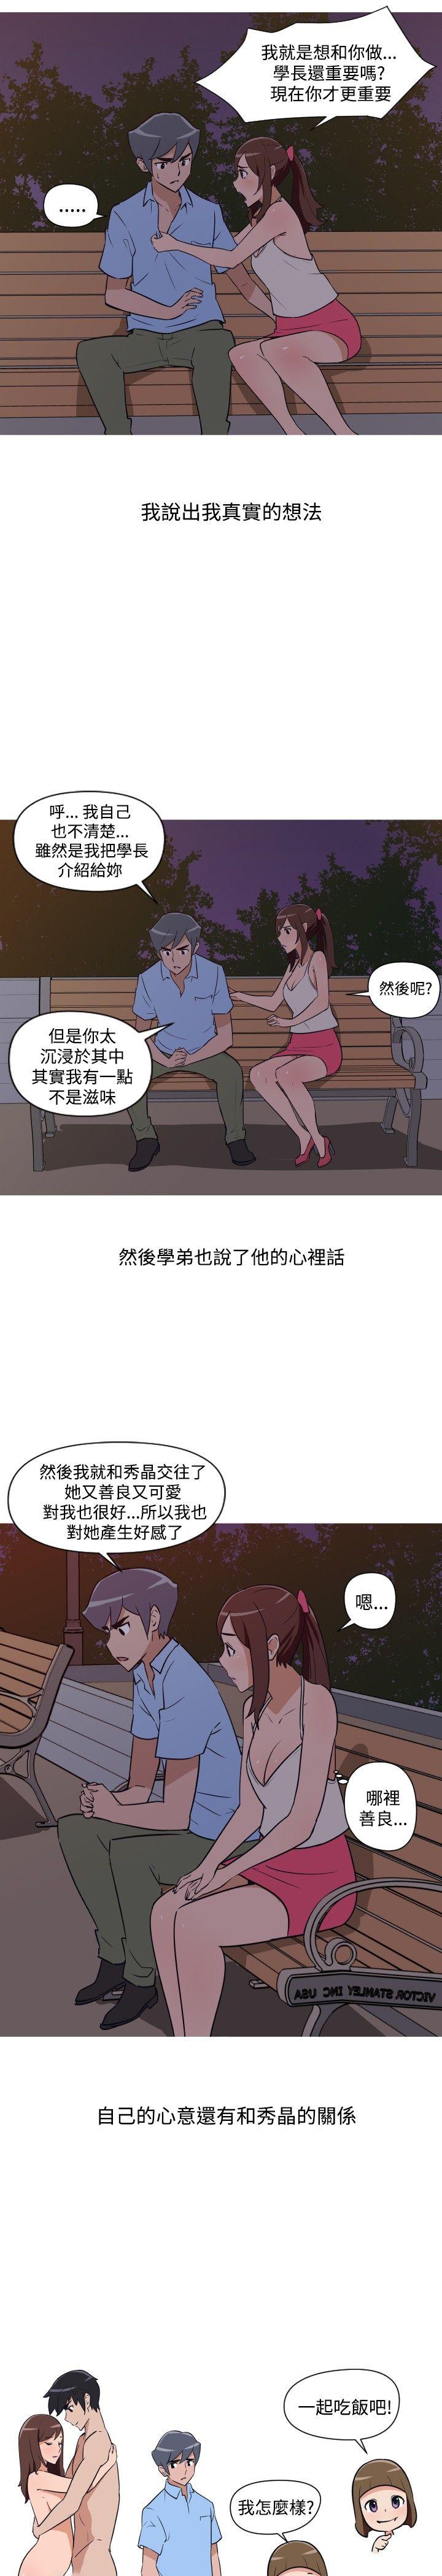 我就是想和你做...
學長還重要嗎?
現在你才更重要
.....
我說出我真實的想法
呼... 我自己
也不清楚...
雖然是我把學長
介紹給妳
然後呢?
但是你太
沉浸於其中
其實我有一點
不是滋味
然後學弟也說了他的心裡話
然後我就和秀晶交往了
她又善良又可愛
對我也很好...所以我也
對她產生好感了
嗯...
哪裡
善良...
VICTOR STANLEY INC USA
自己的心意還有和秀晶的關係
一起吃飯吧!
我怎麼樣?